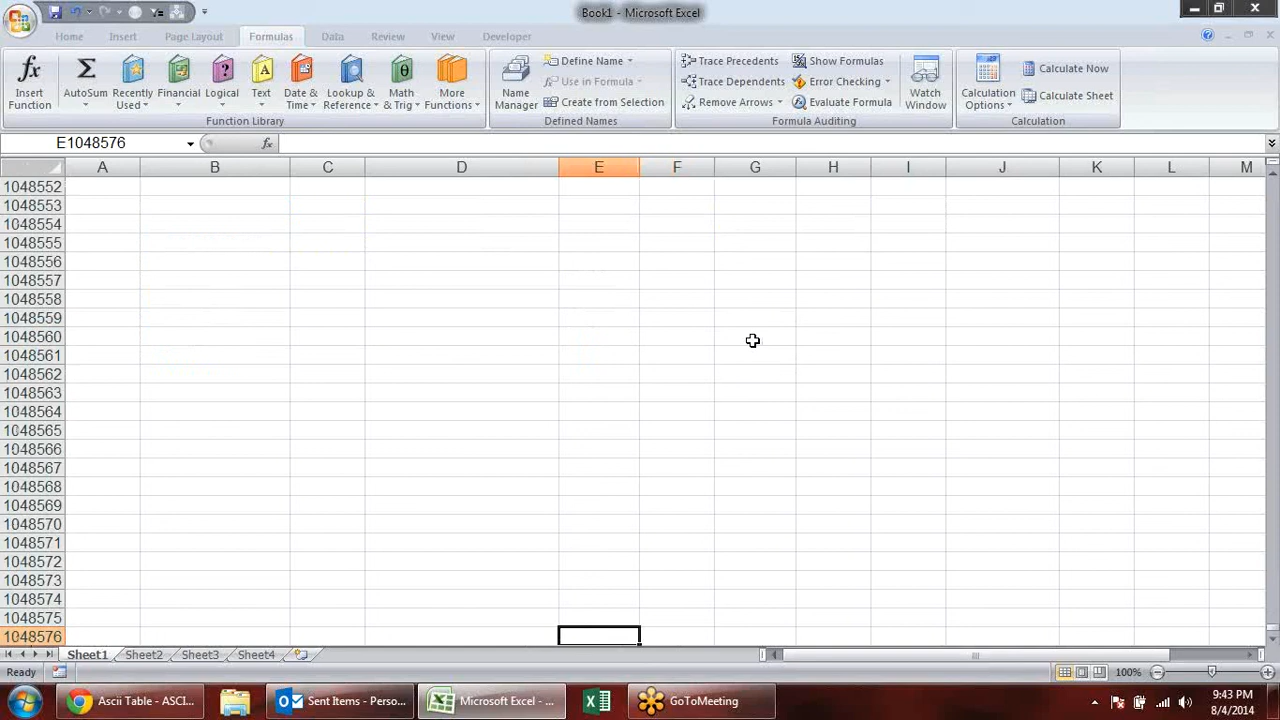 Book1 - Microsoft Excel
Home Insert Page Layout Formulas Data Review View Developer
fx Insert Function
Σ AutoSum
Recently Used
Financial
Logical
Text
Date & Time
Lookup & Reference
Math & Trig
More Functions
Function Library
Name Manager
Define Name
Use in Formula
Create from Selection
Defined Names
Trace Precedents
Trace Dependents
Remove Arrows
Show Formulas
Error Checking
Evaluate Formula
Watch Window
Formula Auditing
Calculation Options
Calculate Now
Calculate Sheet
Calculation
E1048576 fx
A B C D E F G H I J K L M
1048552
1048553
1048554
1048555
1048556
1048557
1048558
1048559
1048560
1048561
1048562
1048563
1048564
1048565
1048566
1048567
1048568
1048569
1048570
1048571
1048572
1048573
1048574
1048575
1048576
Sheet1 Sheet2 Sheet3 Sheet4
Ready 100%
Ascii Table - ASCI... Sent Items - Perso... Microsoft Excel - ... GoToMeeting 9:43 PM
8/4/2014